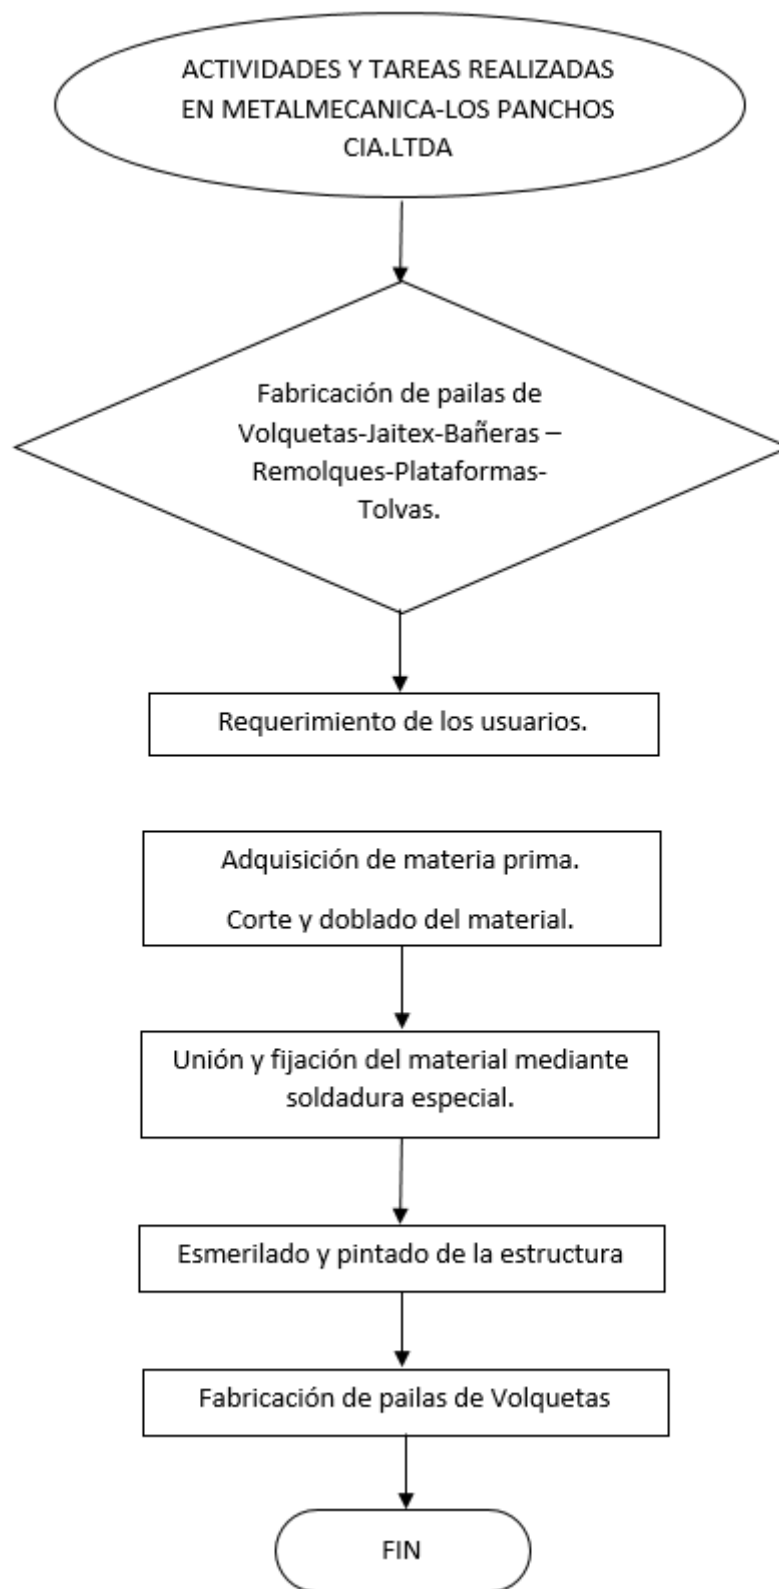 ACTIVIDADES Y TAREAS REALIZADAS
EN METALMECANICA-LOS PANCHOS
CIA.LTDA
Fabricación de pailas de
Volquetas-Jaitex-Bañeras –
Remolques-Plataformas-
Tolvas.
Requerimiento de los usuarios.
Adquisición de materia prima.
Corte y doblado del material.
Unión y fijación del material mediante
soldadura especial.
Esmerilado y pintado de la estructura
Fabricación de pailas de Volquetas
FIN